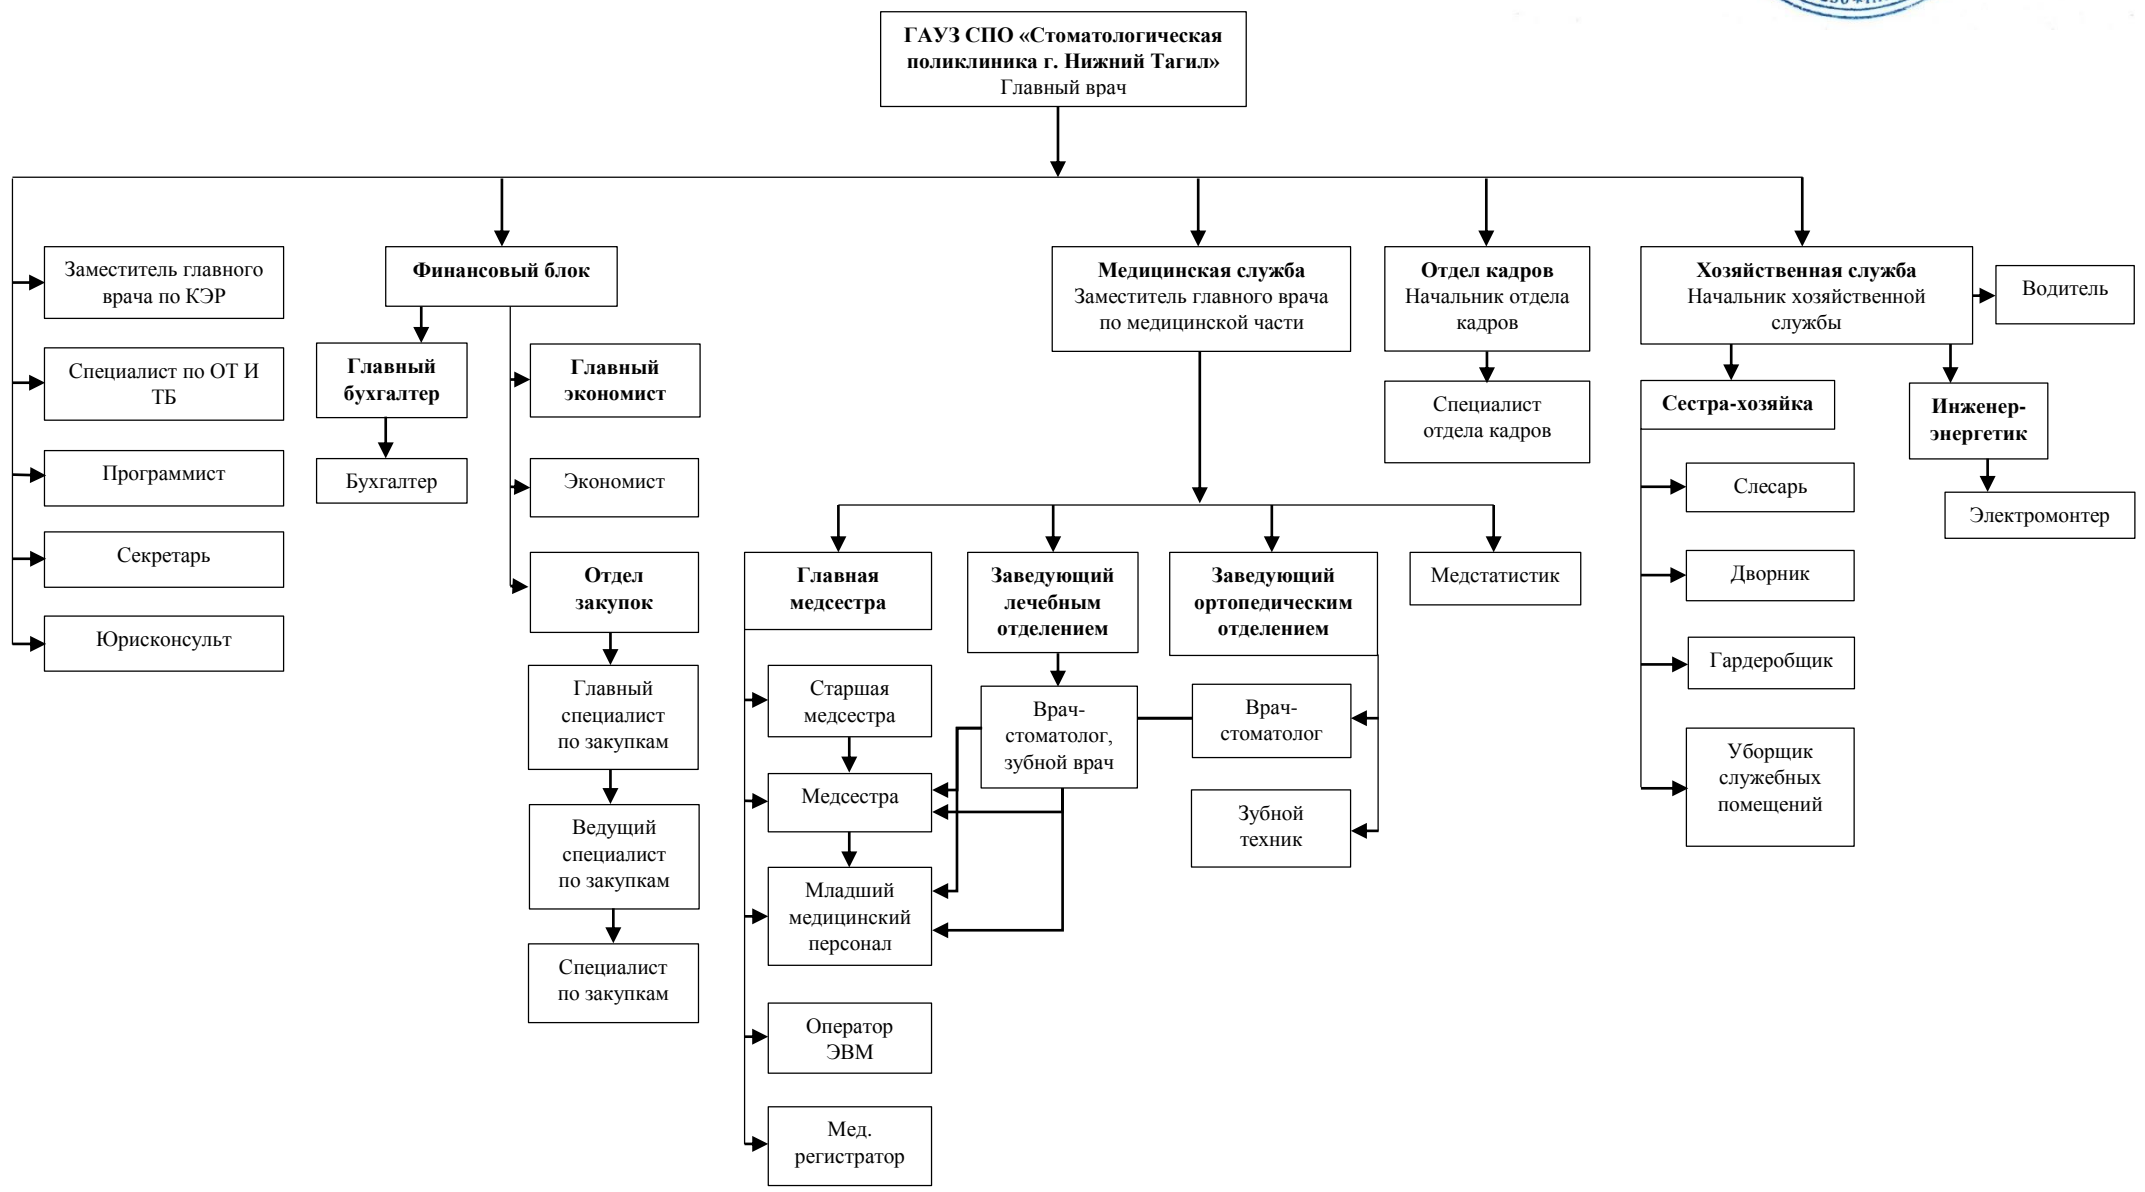 ГАУЗ СПО «Стоматологическая
поликлиника г. Нижний Тагил»
Главный врач
Заместитель главного
врача по КЭР
Специалист по ОТ И
ТБ
Программист
Секретарь
Юрисконсульт
Финансовый блок
Главный
бухгалтер
Бухгалтер
Главный
экономист
Экономист
Отдел
закупок
Главный
специалист
по закупкам
Ведущий
специалист
по закупкам
Специалист
по закупкам
Медицинская служба
Заместитель главного врача
по медицинской части
Главная
медсестра
Старшая
медсестра
Медсестра
Младший
медицинский
персонал
Оператор
ЭВМ
Мед.
регистратор
Заведующий
лечебным
отделением
Врач-
стоматолог,
зубной врач
Заведующий
ортопедическим
отделением
Врач-
стоматолог
Зубной
техник
Медстатистик
Отдел кадров
Начальник отдела
кадров
Специалист
отдела кадров
Хозяйственная служба
Начальник хозяйственной
службы
Водитель
Сестра-хозяйка
Слесарь
Дворник
Гардеробщик
Уборщик
служебных
помещений
Инженер-
энергетик
Электромонтер